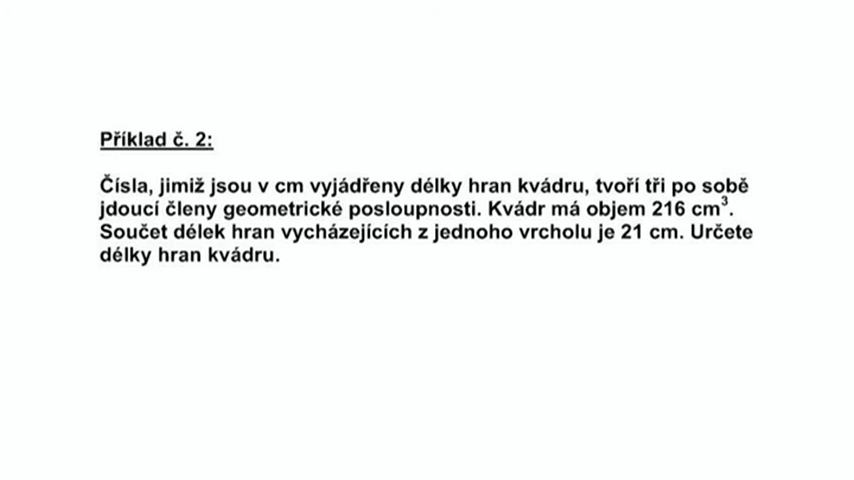 Příklad č. 2:
Čísla, jimiž jsou v cm vyjádřeny délky hran kvádru, tvoří tři po sobě
jdoucí členy geometrické posloupnosti. Kvádr má objem 216 cm³.
Součet délek hran vycházejících z jednoho vrcholu je 21 cm. Určete
délky hran kvádru.